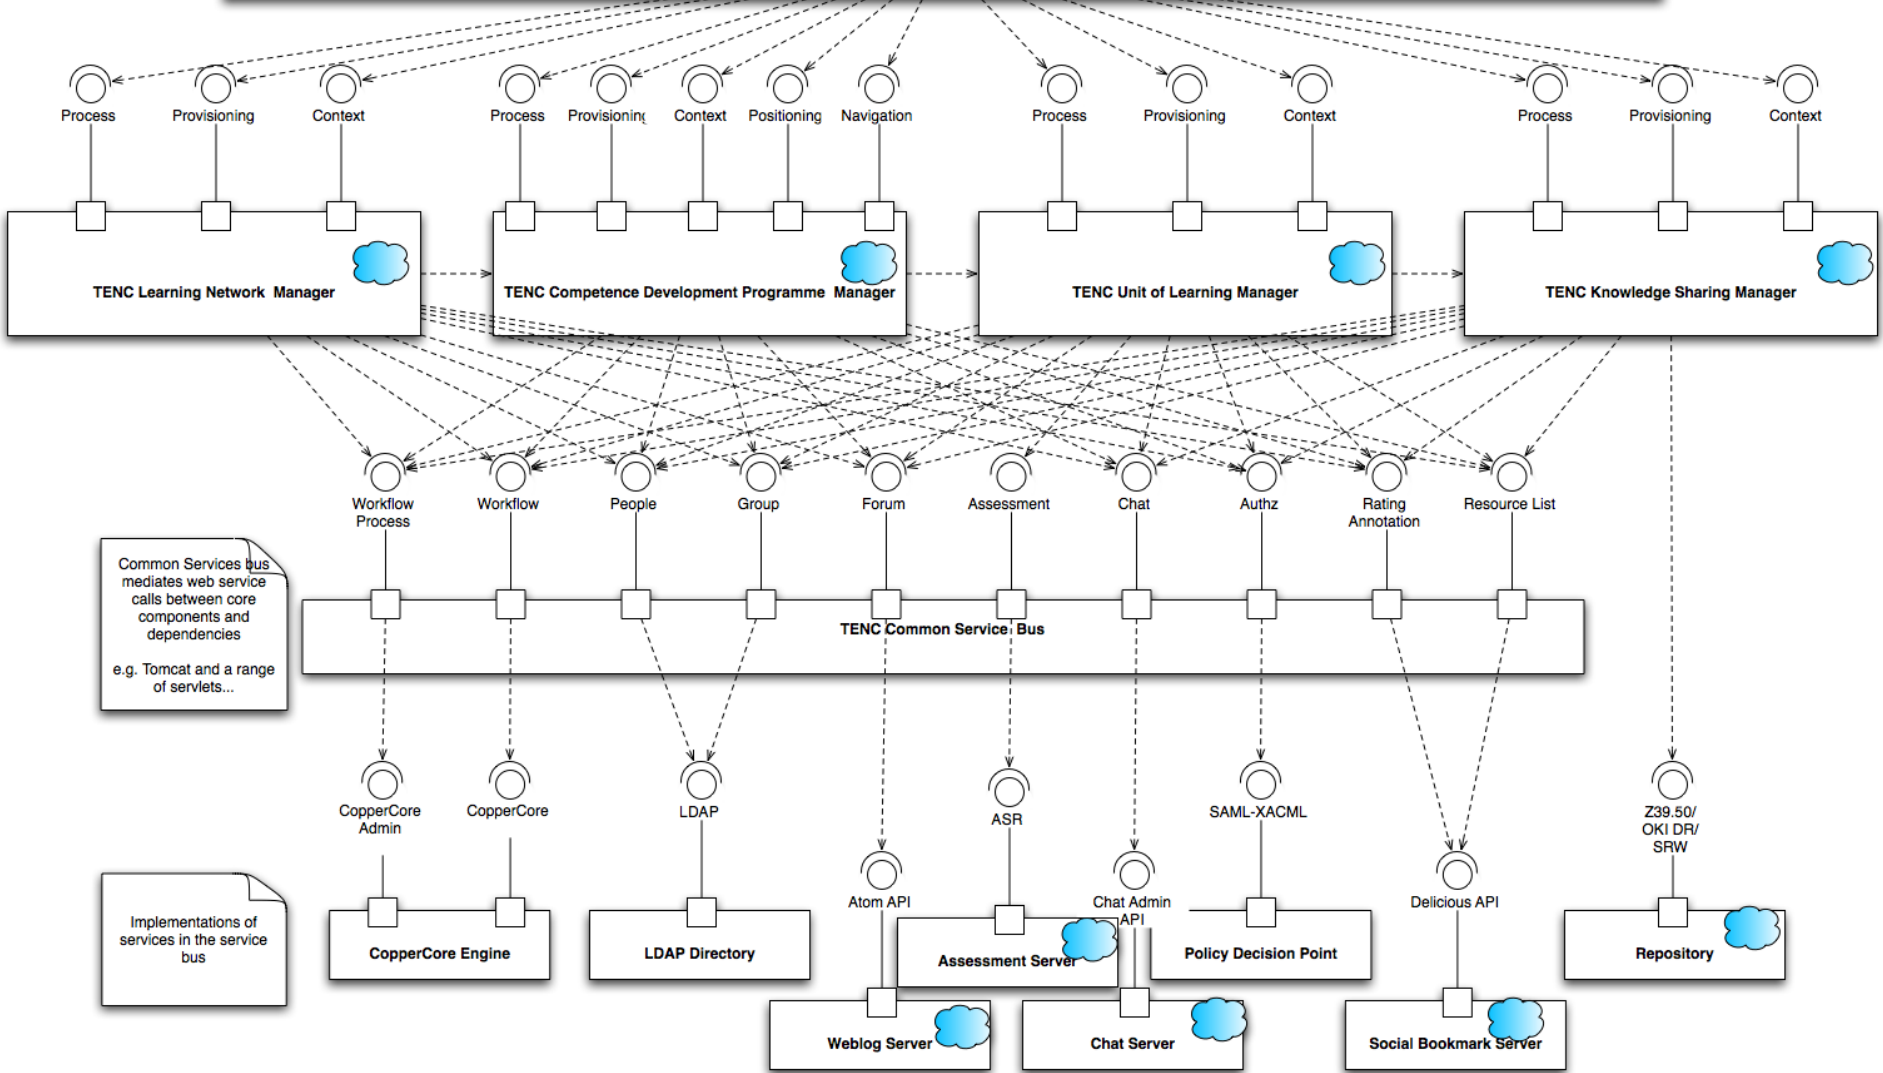 Process
Provisioning
Context
Process
Provisioning
Context
Positioning
Navigation
Process
Provisioning
Context
Process
Provisioning
Context
TENC Learning Network Manager
TENC Competence Development Programme Manager
TENC Unit of Learning Manager
TENC Knowledge Sharing Manager
Workflow
Process
Workflow
People
Group
Forum
Assessment
Chat
Authz
Rating
Annotation
Resource List
Common Services bus
mediates web service
calls between core
components and
dependencies
e.g. Tomcat and a range
of servlets...
TENC Common Service Bus
CopperCore
Admin
CopperCore
LDAP
ASR
SAML-XACML
Z39.50/
OKI DR/
SRW
Atom API
Chat Admin
API
Delicious API
Implementations of
services in the service
bus
CopperCore Engine
LDAP Directory
Assessment Server
Policy Decision Point
Repository
Weblog Server
Chat Server
Social Bookmark Server